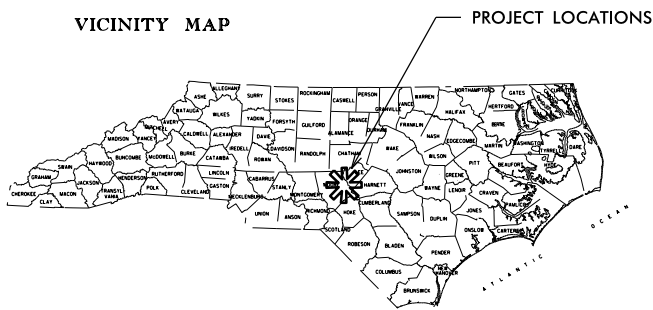 VICINITY MAP
PROJECT LOCATIONS
ALLEGHANY
ASHE
SURRY
STOKES
ROCKINGHAM
CASWELL
PERSON
GRANVILLE
VANCE
WARREN
NORTHAMPTON
GATES
HERTFORD
HALIFAX
WATAUGA
WILKES
YADKIN
FORSYTH
GUILFORD
ALAMANCE
ORANGE
DURHAM
FRANKLIN
NASH
BERTIE
AVERY
MITCHELL
CALDWELL
ALEXANDER
DAVIE
IREDELL
DAVIDSON
RANDOLPH
CHATHAM
WAKE
EDGECOMBE
MARTIN
WASHINGTON
TYRRELL
DARE
MADISON
YANCEY
BURKE
CATAWBA
ROWAN
WILSON
PITT
BEAUFORT
HYDE
HAYWOOD
BUNCOMBE
McDOWELL
SWAIN
GRAHAM
JACKSON
HENDERSON
RUTHERFORD
LINCOLN
CABARRUS
STANLY
MONTGOMERY
HARNETT
JOHNSTON
GREENE
WAYNE
LENOIR
CRAVEN
PAMLICO
CHEROKEE
MACON
CLAY
TRANSYL
VANIA
POLK
CLEVELAND
GASTON
MECKLENBURG
UNION
ANSON
RICHMOND
HOKE
CUMBERLAND
SAMPSON
DUPLIN
JONES
ONSLOW
CARTERET
SCOTLAND
ROBESON
BLADEN
PENDER
COLUMBUS
NEW
HANOVER
BRUNSWICK
ATLANTIC OCEAN